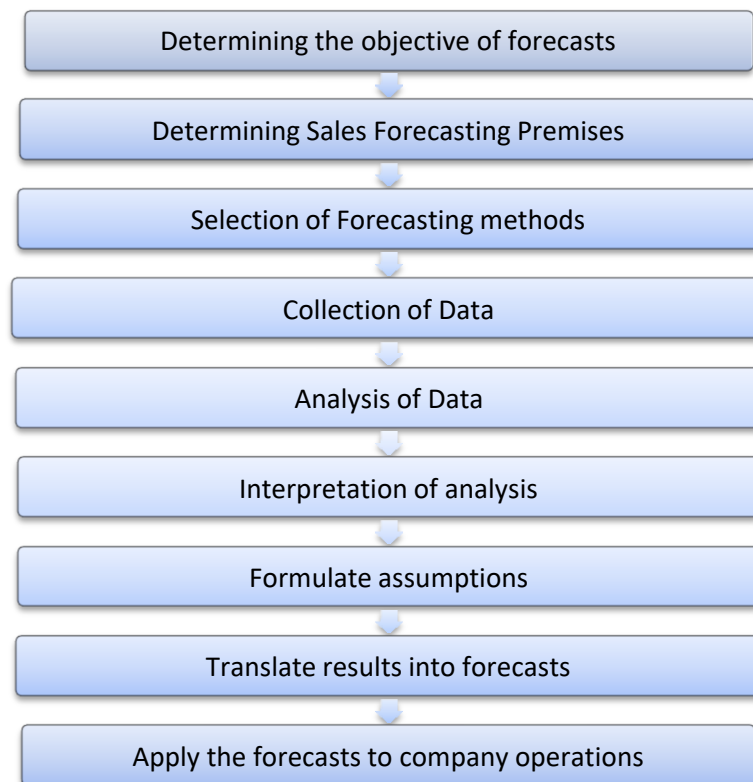 Determining the objective of forecasts
Determining Sales Forecasting Premises
Selection of Forecasting methods
Collection of Data
Analysis of Data
Interpretation of analysis
Formulate assumptions
Translate results into forecasts
Apply the forecasts to company operations